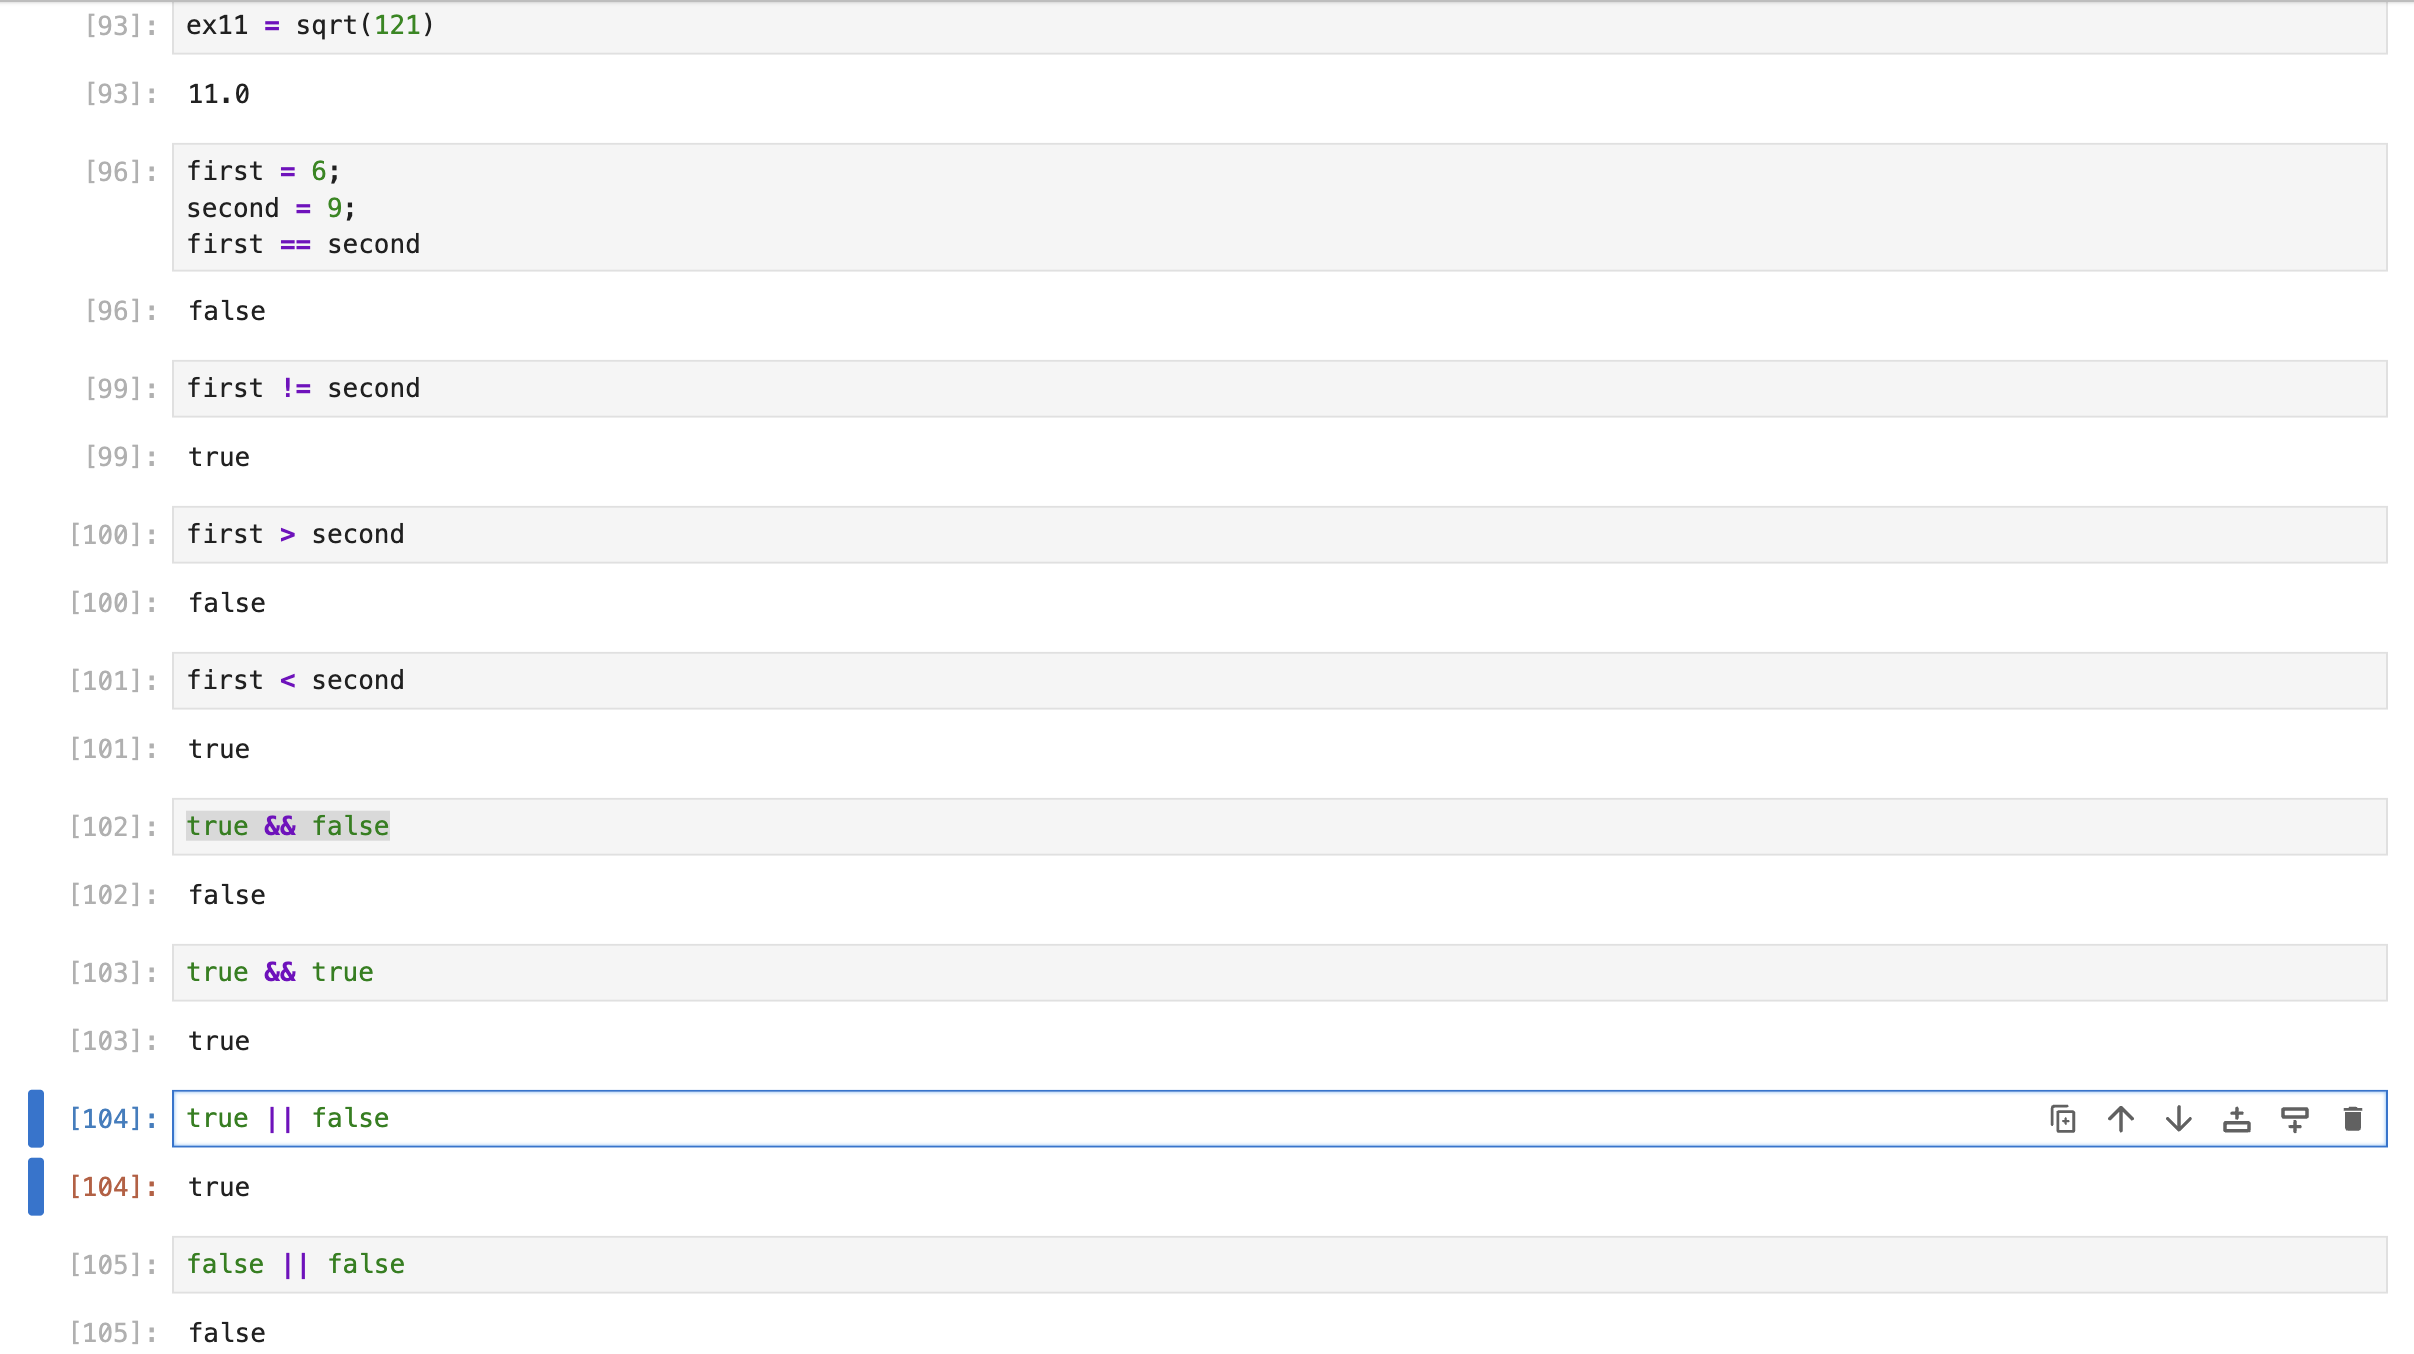 [93]: ex11 = sqrt(121)
[93]: 11.0
[96]: first = 6;
second = 9;
first == second
[96]: false
[99]: first != second
[99]: true
[100]: first > second
[100]: false
[101]: first < second
[101]: true
[102]: true && false
[102]: false
[103]: true && true
[103]: true
[104]: true || false
[104]: true
[105]: false || false
[105]: false